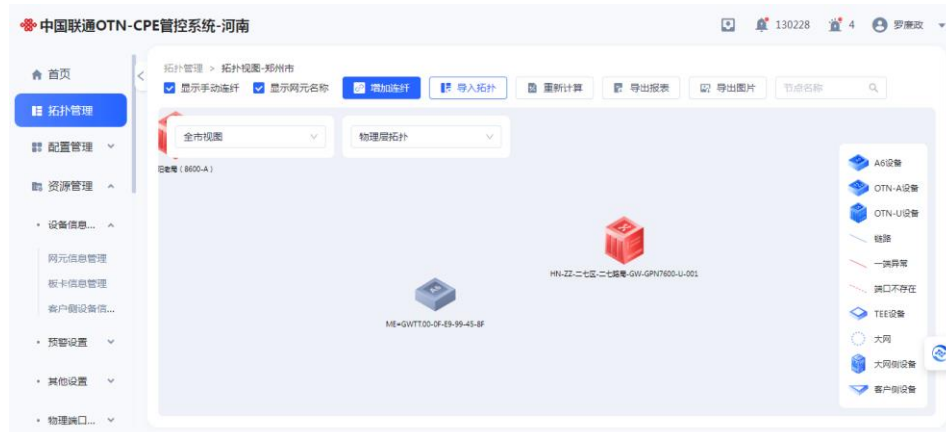 中国联通OTN-CPE管控系统-河南
130228
4
罗廉政
首页
拓扑管理
配置管理
资源管理
设备信息...
网元信息管理
板卡信息管理
客户侧设备信...
预警设置
其他设置
物理端口...
拓扑管理 > 拓扑视图-郑州市
显示手动连纤
显示网元名称
增加连纤
导入拓扑
重新计算
导出报表
导出图片
节点名称
全市视图
物理层拓扑
(8600-A)
HN-ZZ-二七区-二七路局-GW-GPN7600-U-001
A6
ME=GWTT:00-0F-E9-99-45-8F
A6设备
OTN-A设备
OTN-U设备
链路
一端异常
端口不存在
TEE设备
大网
大网侧设备
客户侧设备